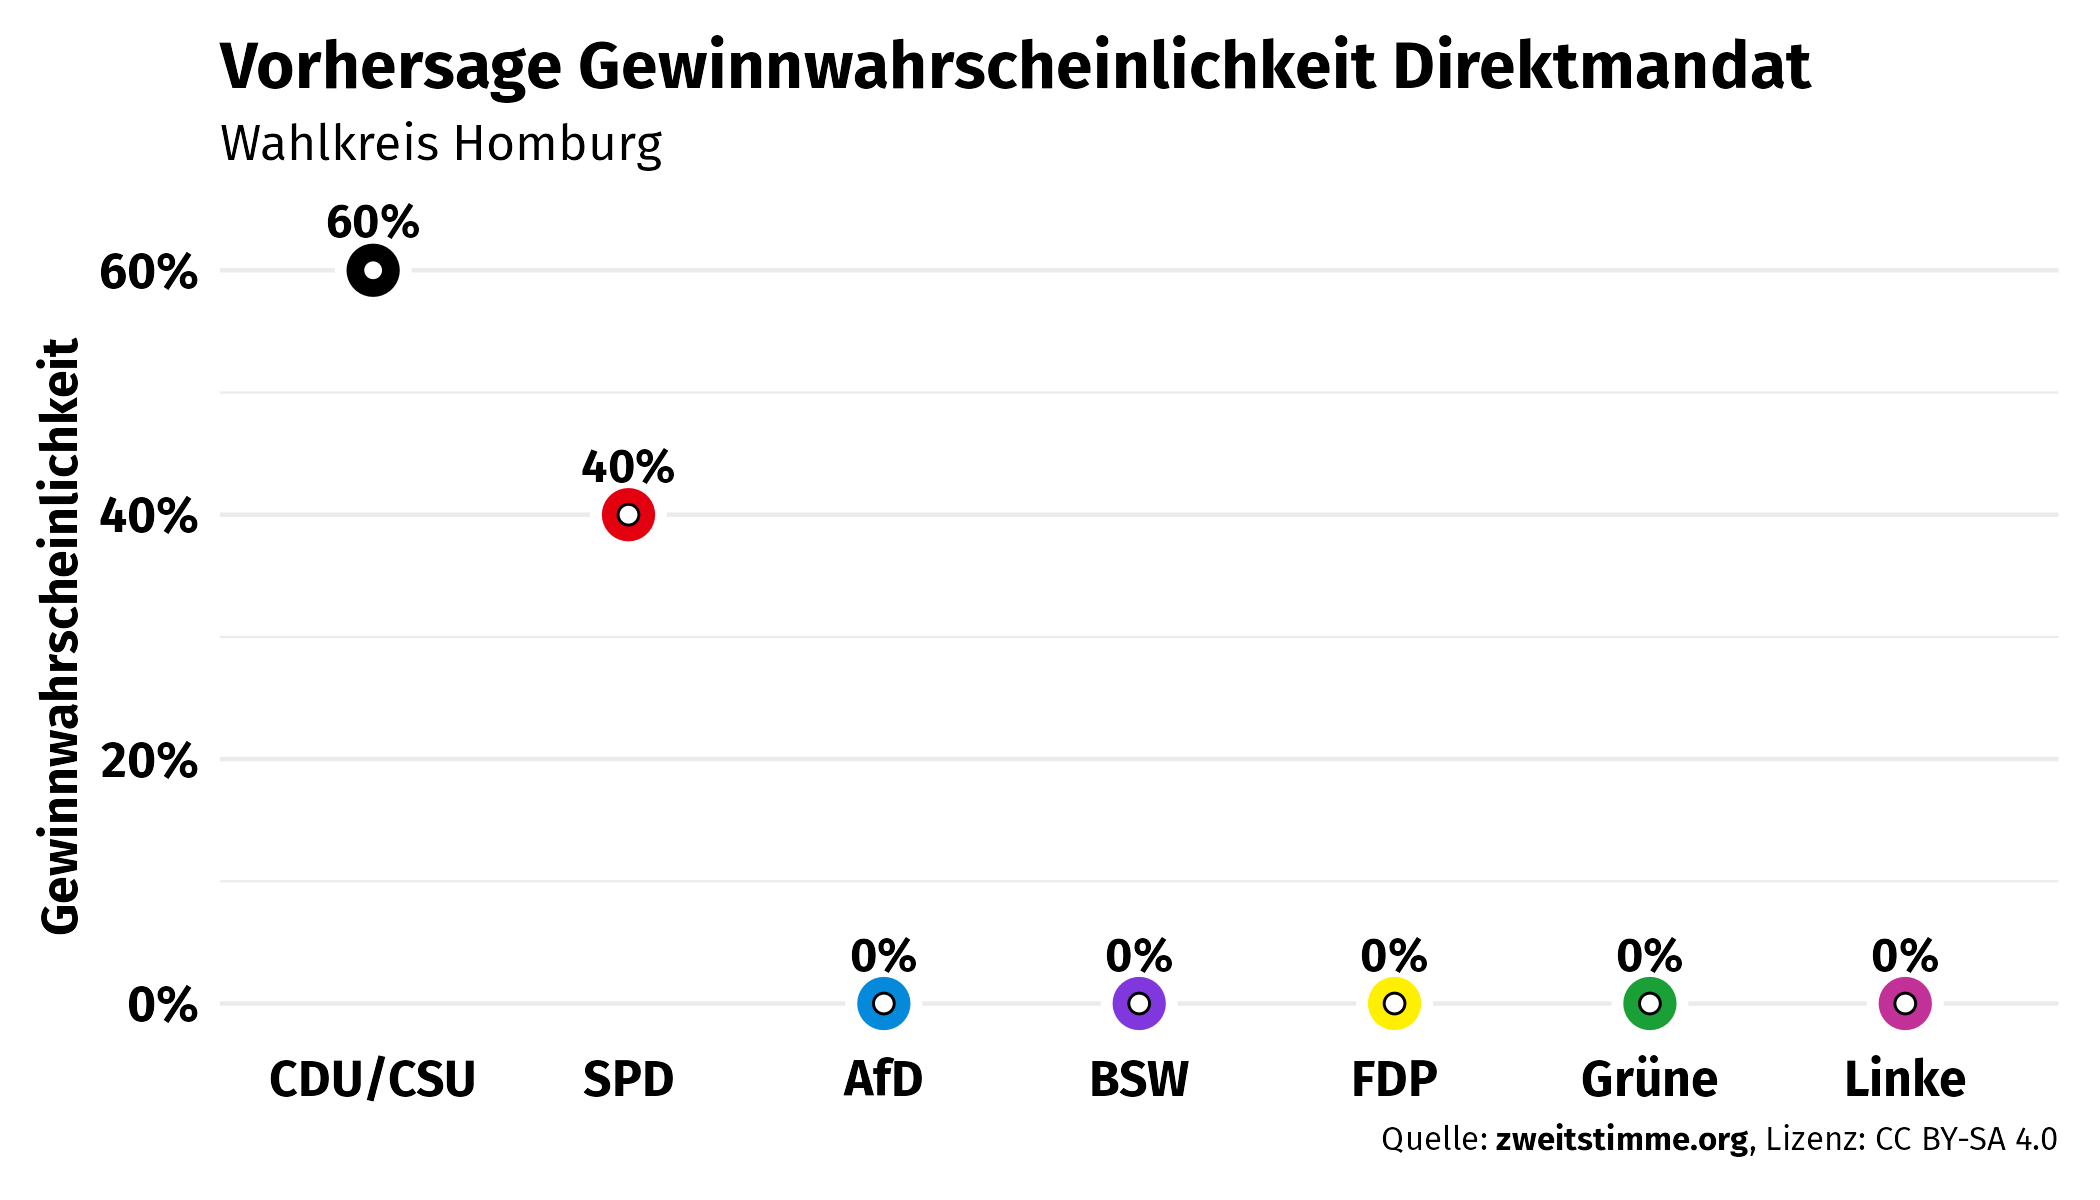 Vorhersage Gewinnwahrscheinlichkeit Direktmandat
Wahlkreis Homburg
Gewinnwahrscheinlichkeit
60%
60%
40%
40%
20%
0%
0%
0%
0%
0%
0%
CDU/CSU
SPD
AfD
BSW
FDP
Grüne
Linke
Quelle: zweitstimme.org, Lizenz: CC BY-SA 4.0